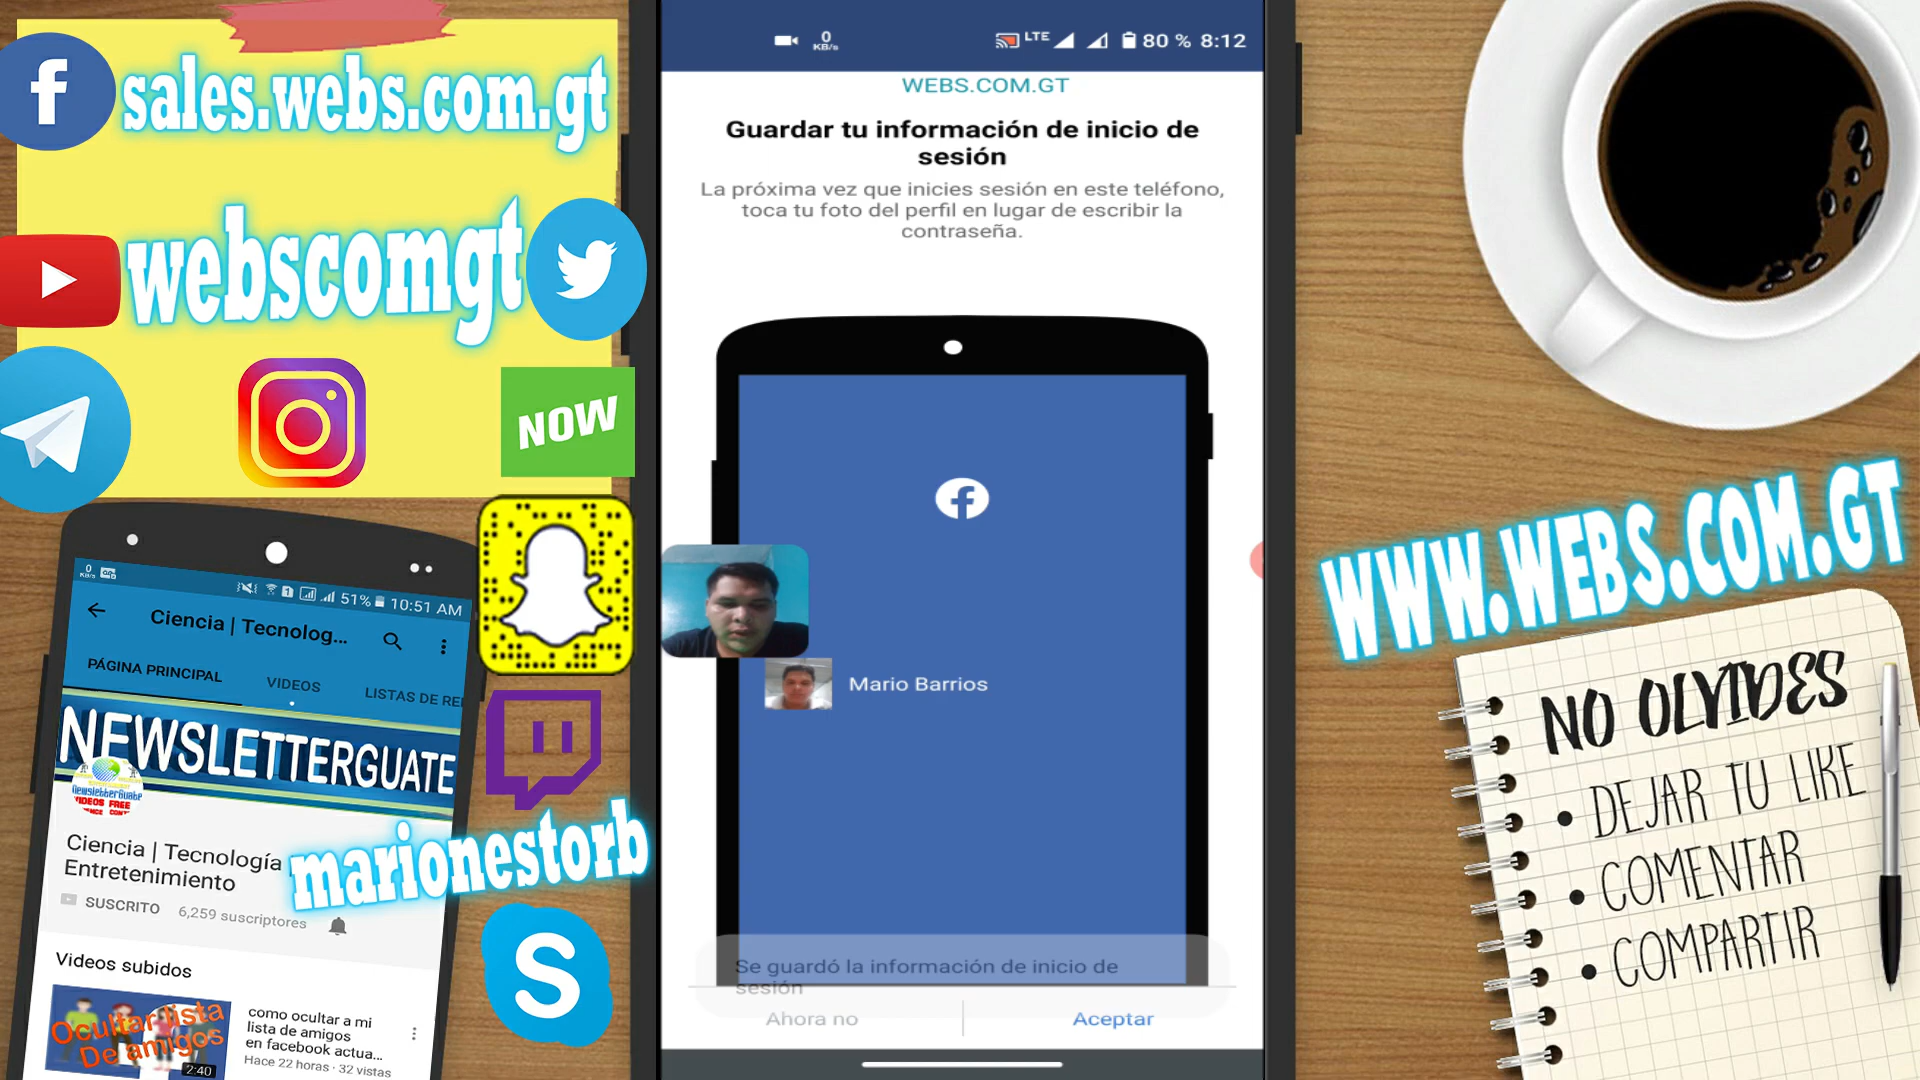 sales.webs.com.gt
webscomgt
NOW
0
KB/s
51% 10:51 AM
Ciencia | Tecnolog...
PÁGINA PRINCIPAL VIDEOS LISTAS DE RE
NEWSLETTERGUATE
NewsletterGuate
VIDEOS FREE
Ciencia | Tecnología
Entretenimiento
SUSCRITO 6,259 suscriptores
Videos subidos
Ocultar lista
De amigos
2:40
como ocultar a mi
lista de amigos
en facebook actua...
Hace 22 horas · 32 vistas
marionestorb
0
KB/s
LTE 80 % 8:12
WEBS.COM.GT
Guardar tu información de inicio de
sesión
La próxima vez que inicies sesión en este teléfono,
toca tu foto del perfil en lugar de escribir la
contraseña.
Mario Barrios
Se guardó la información de inicio de
sesión
Ahora no Aceptar
WWW.WEBS.COM.GT
NO OLVIDES
• DEJAR TU LIKE
• COMENTAR
• COMPARTIR